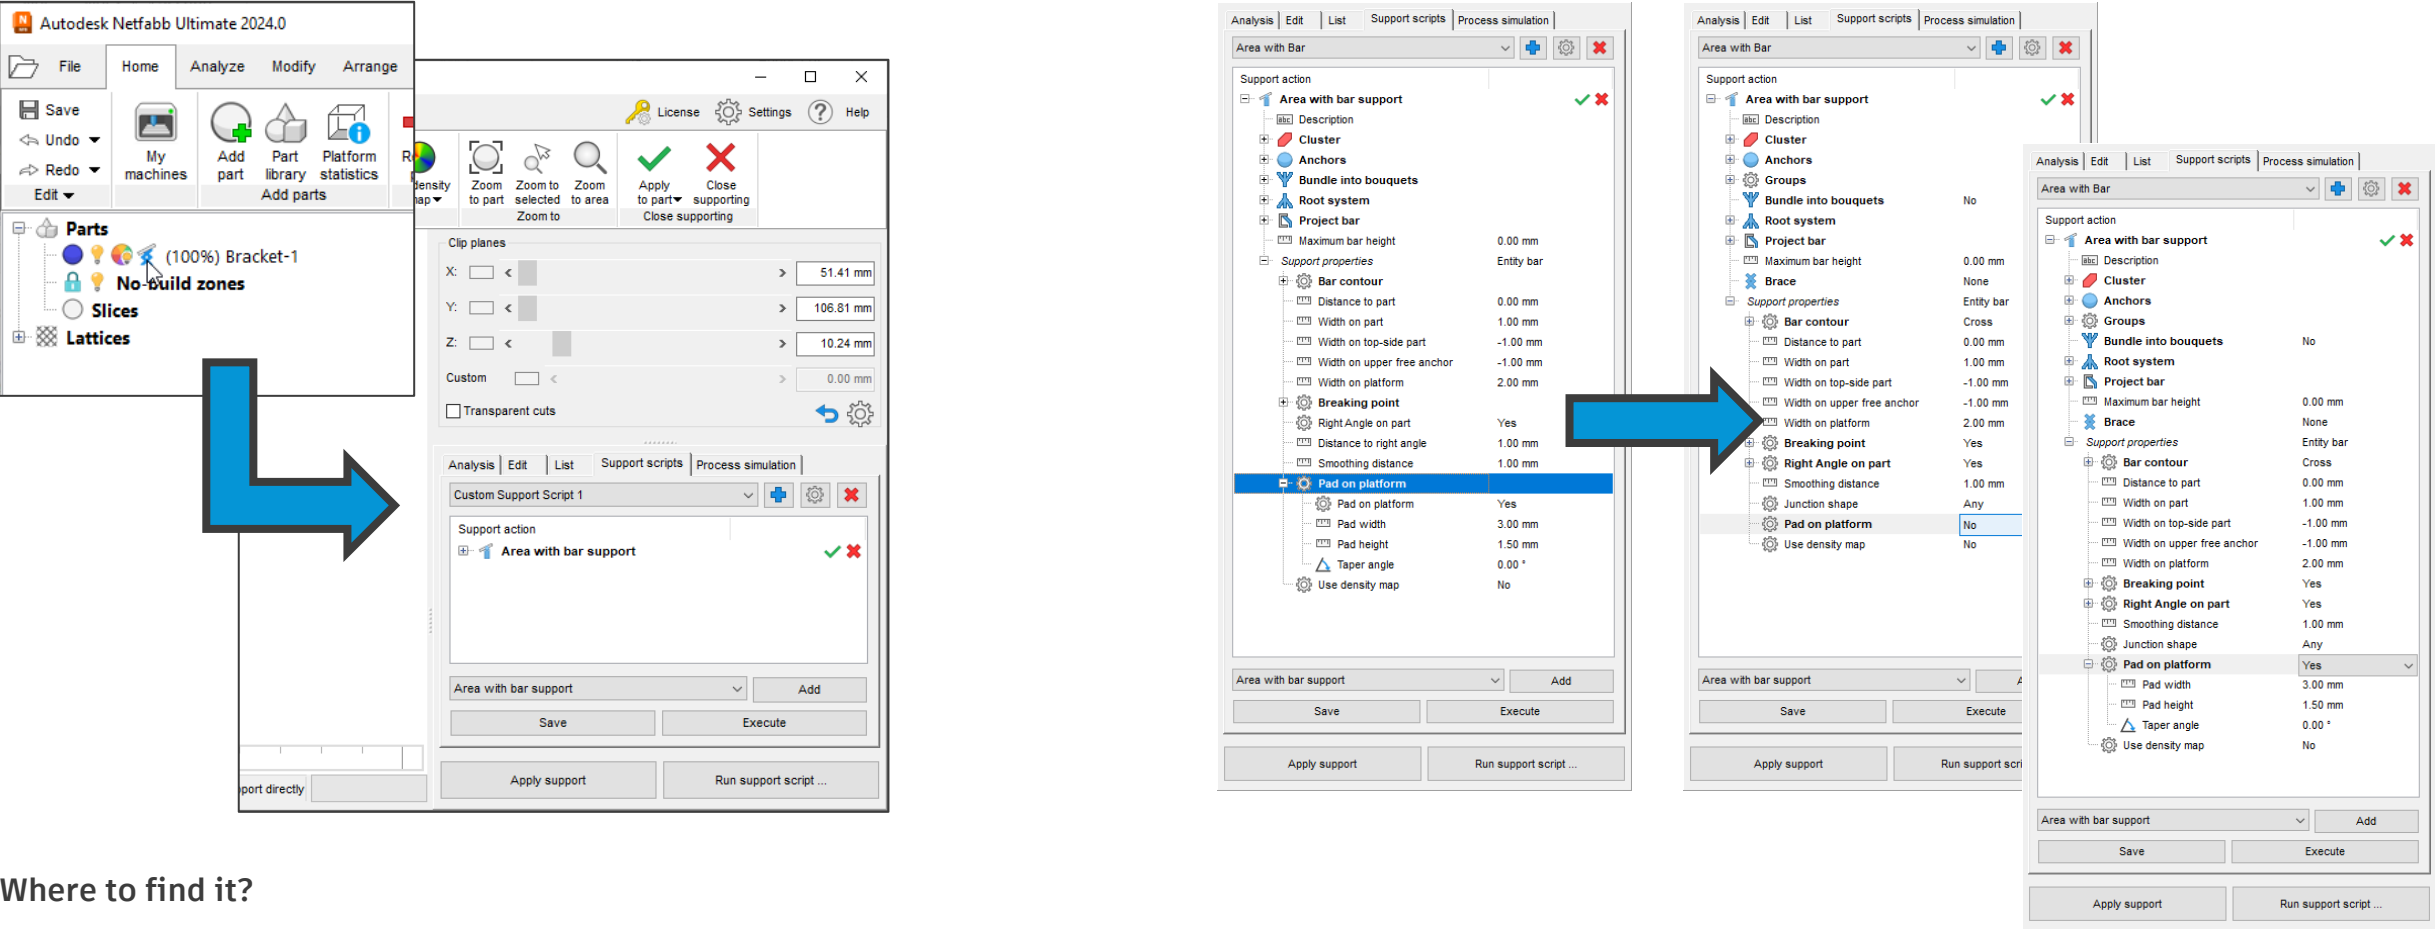 Autodesk Netfabb Ultimate 2024.0
File Home Analyze Modify Arrange
Save
Undo
Redo
Edit
My machines
Add part
Part library
Platform statistics
Add parts
Parts
(100%) Bracket-1
No-build zones
Slices
Lattices
License Settings Help
Zoom to part
Zoom to selected
Zoom to area
Zoom to
Apply to part
Close supporting
Close supporting
Clip planes
X: 51.41 mm
Y: 106.81 mm
Z: 10.24 mm
Custom 0.00 mm
Transparent cuts
Analysis Edit List Support scripts Process simulation
Custom Support Script 1
Support action
Area with bar support
Area with bar support Add
Save Execute
Apply support Run support script ...
port directly
Where to find it?
Analysis Edit List Support scripts Process simulation
Area with Bar
Support action
Area with bar support
Description
Cluster
Anchors
Bundle into bouquets
Root system
Project bar
Maximum bar height 0.00 mm
Support properties Entity bar
Bar contour
Distance to part 0.00 mm
Width on part 1.00 mm
Width on top-side part -1.00 mm
Width on upper free anchor -1.00 mm
Width on platform 2.00 mm
Breaking point
Right Angle on part Yes
Distance to right angle 1.00 mm
Smoothing distance 1.00 mm
Pad on platform
Pad on platform Yes
Pad width 3.00 mm
Pad height 1.50 mm
Taper angle 0.00 °
Use density map No
Area with bar support Add
Save Execute
Apply support Run support script ...
Analysis Edit List Support scripts Process simulation
Area with Bar
Support action
Area with bar support
Description
Cluster
Anchors
Groups
Bundle into bouquets No
Root system
Project bar
Maximum bar height 0.00 mm
Brace None
Support properties Entity bar
Bar contour Cross
Distance to part 0.00 mm
Width on part 1.00 mm
Width on top-side part -1.00 mm
Width on upper free anchor -1.00 mm
Width on platform 2.00 mm
Breaking point Yes
Right Angle on part Yes
Smoothing distance 1.00 mm
Junction shape Any
Pad on platform No
Use density map No
Area with bar support
Save Execute
Apply support Run support scri
Analysis Edit List Support scripts Process simulation
Area with Bar
Support action
Area with bar support
Description
Cluster
Anchors
Groups
Bundle into bouquets No
Root system
Project bar
Maximum bar height 0.00 mm
Brace None
Support properties Entity bar
Bar contour Cross
Distance to part 0.00 mm
Width on part 1.00 mm
Width on top-side part -1.00 mm
Width on upper free anchor -1.00 mm
Width on platform 2.00 mm
Breaking point Yes
Right Angle on part Yes
Smoothing distance 1.00 mm
Junction shape Any
Pad on platform Yes
Pad width 3.00 mm
Pad height 1.50 mm
Taper angle 0.00 °
Use density map No
Area with bar support Add
Save Execute
Apply support Run support script ...